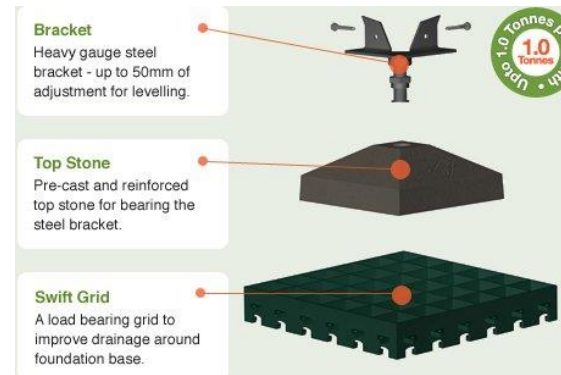 Bracket
Heavy gauge steel
bracket - up to 50mm of
adjustment for levelling.
Upto 1.0 Tonnes p
1.0
Tonnes
Top Stone
Pre-cast and reinforced
top stone for bearing the
steel bracket.
Swift Grid
A load bearing grid to
improve drainage around
foundation base.